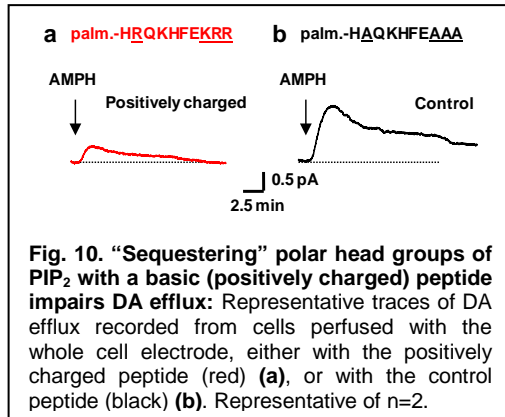 a palm.-HRQKHFEKRR b palm.-HAQKHFEAAA
AMPH AMPH
Positively charged Control
0.5 pA
2.5 min
Fig. 10. “Sequestering” polar head groups of
PIP2 with a basic (positively charged) peptide
impairs DA efflux: Representative traces of DA
efflux recorded from cells perfused with the
whole cell electrode, either with the positively
charged peptide (red) (a), or with the control
peptide (black) (b). Representative of n=2.